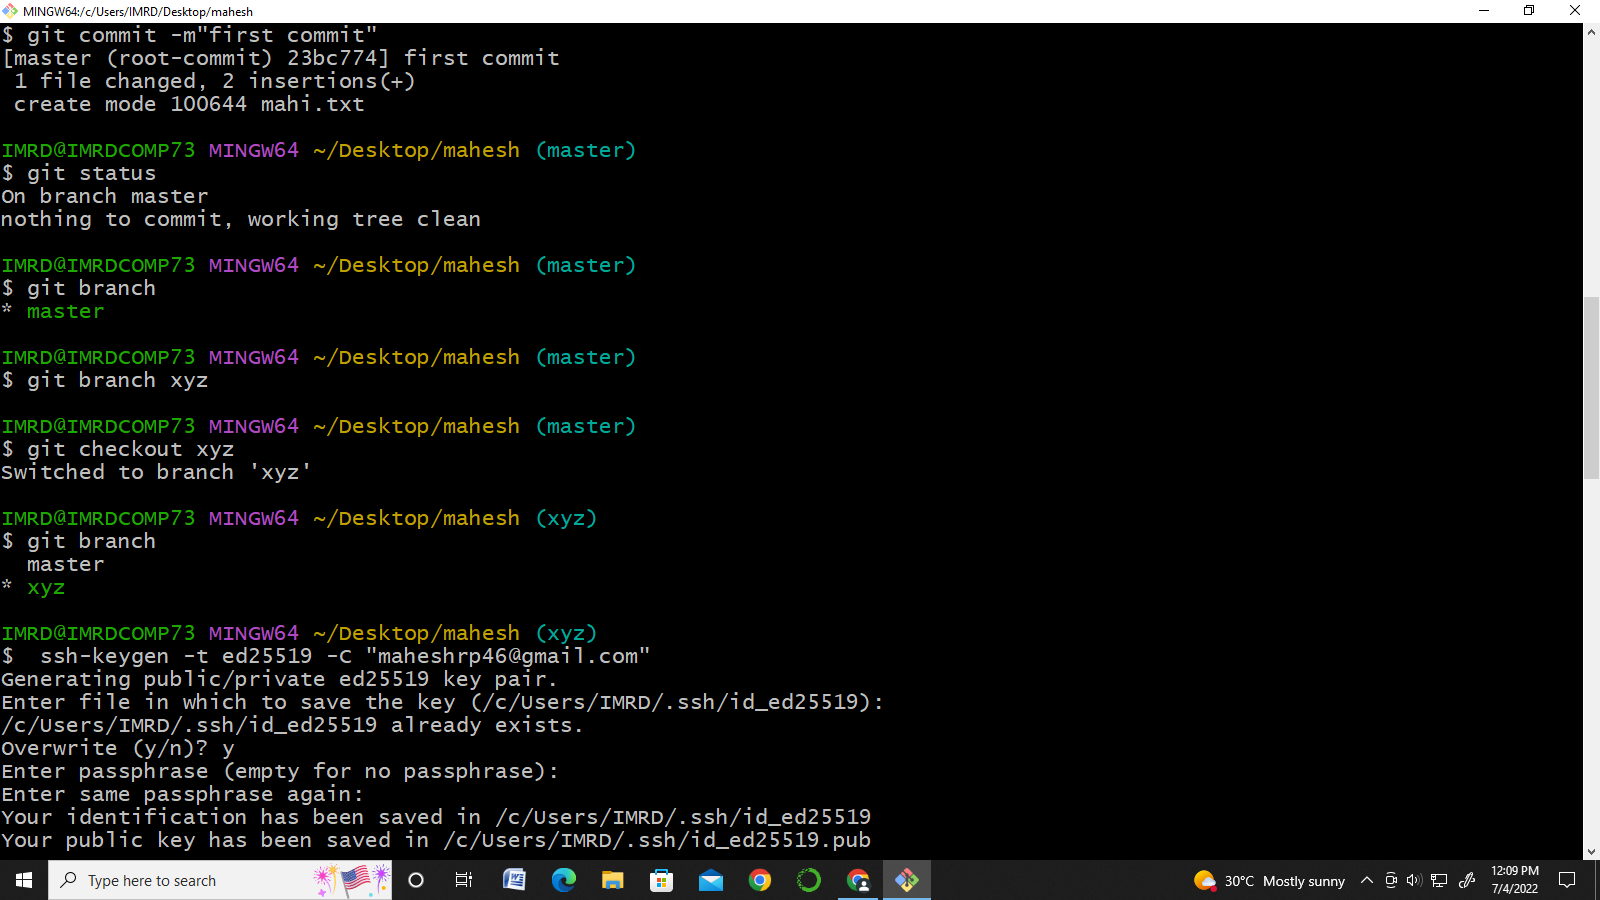 MINGW64:/c/Users/IMRD/Desktop/mahesh
$ git commit -m"first commit"
[master (root-commit) 23bc774] first commit
 1 file changed, 2 insertions(+)
 create mode 100644 mahi.txt
IMRD@IMRDCOMP73 MINGW64 ~/Desktop/mahesh (master)
$ git status
On branch master
nothing to commit, working tree clean
IMRD@IMRDCOMP73 MINGW64 ~/Desktop/mahesh (master)
$ git branch
* master
IMRD@IMRDCOMP73 MINGW64 ~/Desktop/mahesh (master)
$ git branch xyz
IMRD@IMRDCOMP73 MINGW64 ~/Desktop/mahesh (master)
$ git checkout xyz
Switched to branch 'xyz'
IMRD@IMRDCOMP73 MINGW64 ~/Desktop/mahesh (xyz)
$ git branch
  master
* xyz
IMRD@IMRDCOMP73 MINGW64 ~/Desktop/mahesh (xyz)
$  ssh-keygen -t ed25519 -C "maheshrp46@gmail.com"
Generating public/private ed25519 key pair.
Enter file in which to save the key (/c/Users/IMRD/.ssh/id_ed25519):
/c/Users/IMRD/.ssh/id_ed25519 already exists.
Overwrite (y/n)? y
Enter passphrase (empty for no passphrase):
Enter same passphrase again:
Your identification has been saved in /c/Users/IMRD/.ssh/id_ed25519
Your public key has been saved in /c/Users/IMRD/.ssh/id_ed25519.pub
Type here to search
30°C Mostly sunny
12:09 PM
7/4/2022